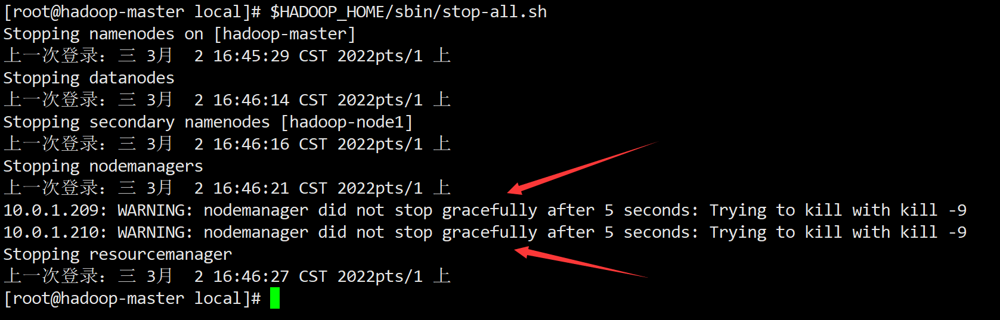 [root@hadoop-master local]# $HADOOP_HOME/sbin/stop-all.sh
Stopping namenodes on [hadoop-master]
上一次登录：三 3月  2 16:45:29 CST 2022pts/1 上
Stopping datanodes
上一次登录：三 3月  2 16:46:14 CST 2022pts/1 上
Stopping secondary namenodes [hadoop-node1]
上一次登录：三 3月  2 16:46:16 CST 2022pts/1 上
Stopping nodemanagers
上一次登录：三 3月  2 16:46:21 CST 2022pts/1 上
10.0.1.209: WARNING: nodemanager did not stop gracefully after 5 seconds: Trying to kill with kill -9
10.0.1.210: WARNING: nodemanager did not stop gracefully after 5 seconds: Trying to kill with kill -9
Stopping resourcemanager
上一次登录：三 3月  2 16:46:27 CST 2022pts/1 上
[root@hadoop-master local]#